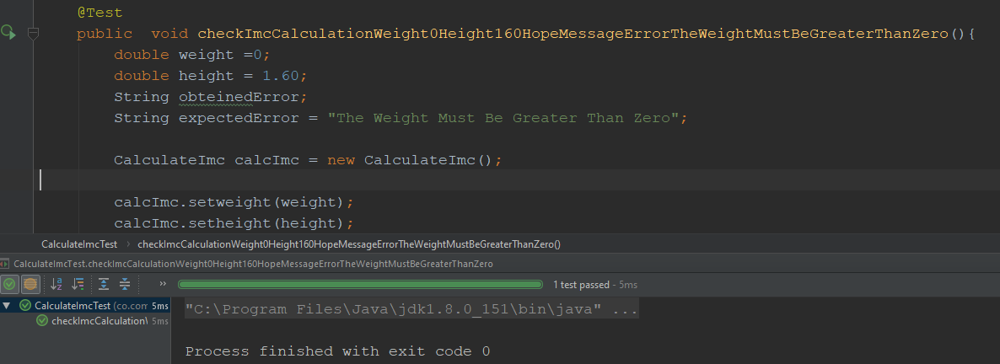 @Test
public void checkImcCalculationWeight0Height160HopeMessageErrorTheWeightMustBeGreaterThanZero(){
double weight =0;
double height = 1.60;
String obteinedError;
String expectedError = "The Weight Must Be Greater Than Zero";
CalculateImc calcImc = new CalculateImc();
calcImc.setweight(weight);
calcImc.setheight(height);
CalculateImcTest › checkImcCalculationWeight0Height160HopeMessageErrorTheWeightMustBeGreaterThanZero()
CalculateImcTest.checkImcCalculationWeight0Height160HopeMessageErrorTheWeightMustBeGreaterThanZero
» 1 test passed - 5ms
CalculateImcTest (co.com 5ms
checkImcCalculation\ 5ms
"C:\Program Files\Java\jdk1.8.0_151\bin\java" ...
Process finished with exit code 0